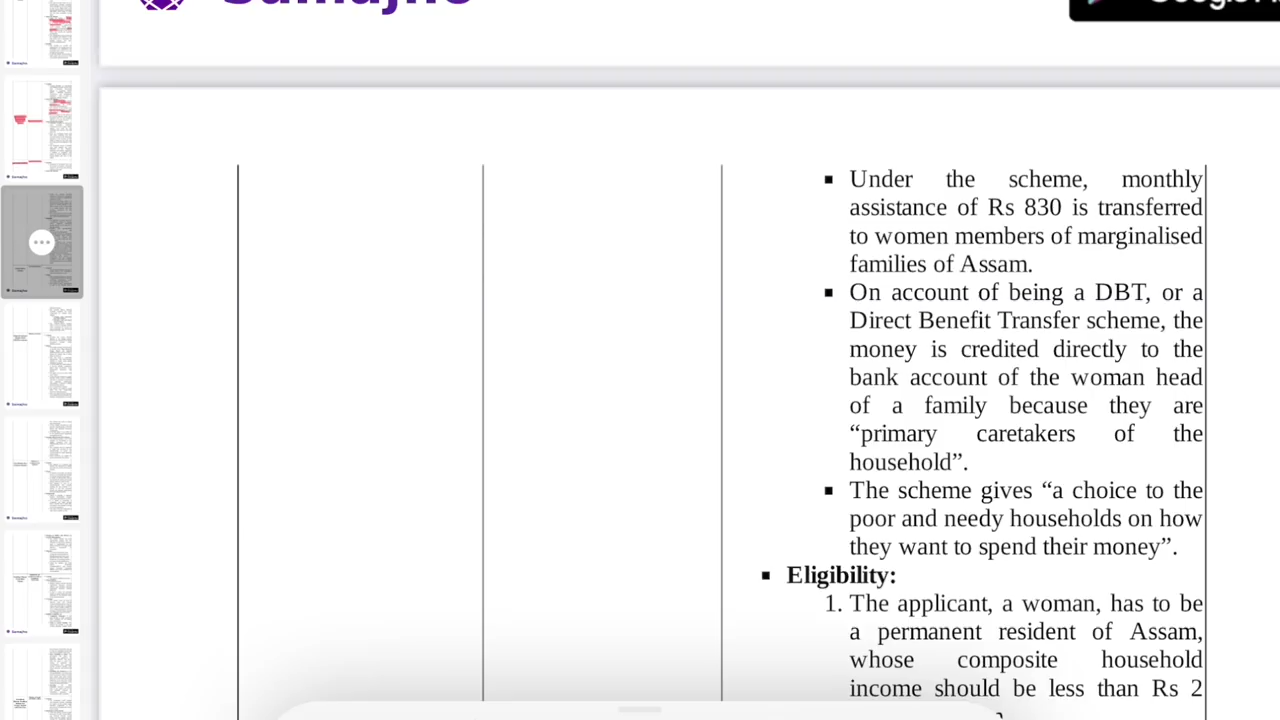 Under the scheme, monthly
assistance of Rs 830 is transferred
to women members of marginalised
families of Assam.
On account of being a DBT, or a
Direct Benefit Transfer scheme, the
money is credited directly to the
bank account of the woman head
of a family because they are
“primary caretakers of the
household”.
The scheme gives “a choice to the
poor and needy households on how
they want to spend their money”.
Eligibility:
1. The applicant, a woman, has to be
a permanent resident of Assam,
whose composite household
income should be less than Rs 2